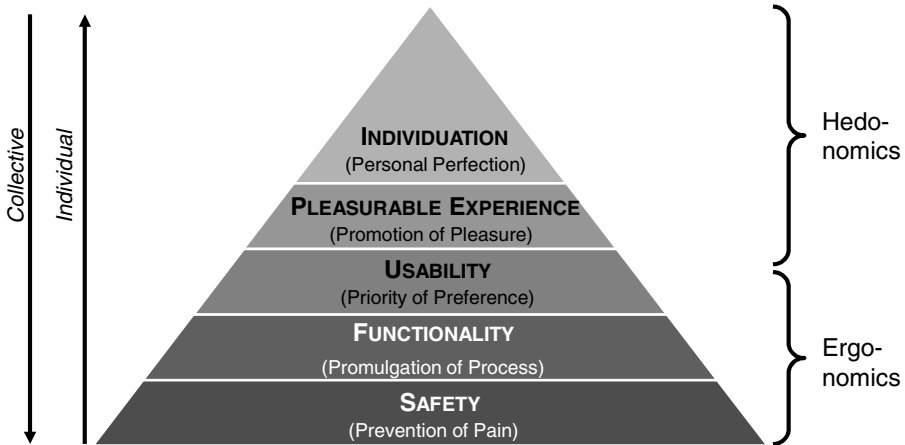 Collective
Individual
INDIVIDUATION
(Personal Perfection)
PLEASURABLE EXPERIENCE
(Promotion of Pleasure)
USABILITY
(Priority of Preference)
FUNCTIONALITY
(Promulgation of Process)
SAFETY
(Prevention of Pain)
Hedo-
nomics
Ergo-
nomics